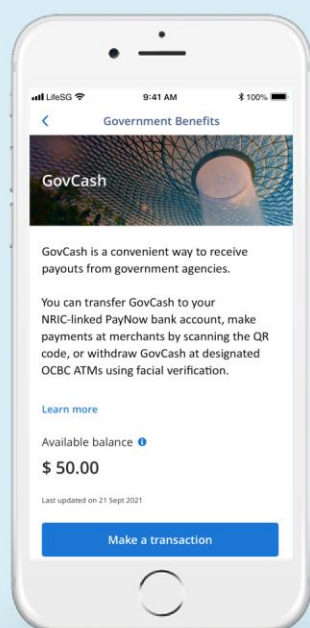 LifeSG 9:41 AM 100%
Government Benefits
GovCash
GovCash is a convenient way to receive
payouts from government agencies.
You can transfer GovCash to your
NRIC-linked PayNow bank account, make
payments at merchants by scanning the QR
code, or withdraw GovCash at designated
OCBC ATMs using facial verification.
Learn more
Available balance
$ 50.00
Last updated on 21 Sept 2021
Make a transaction